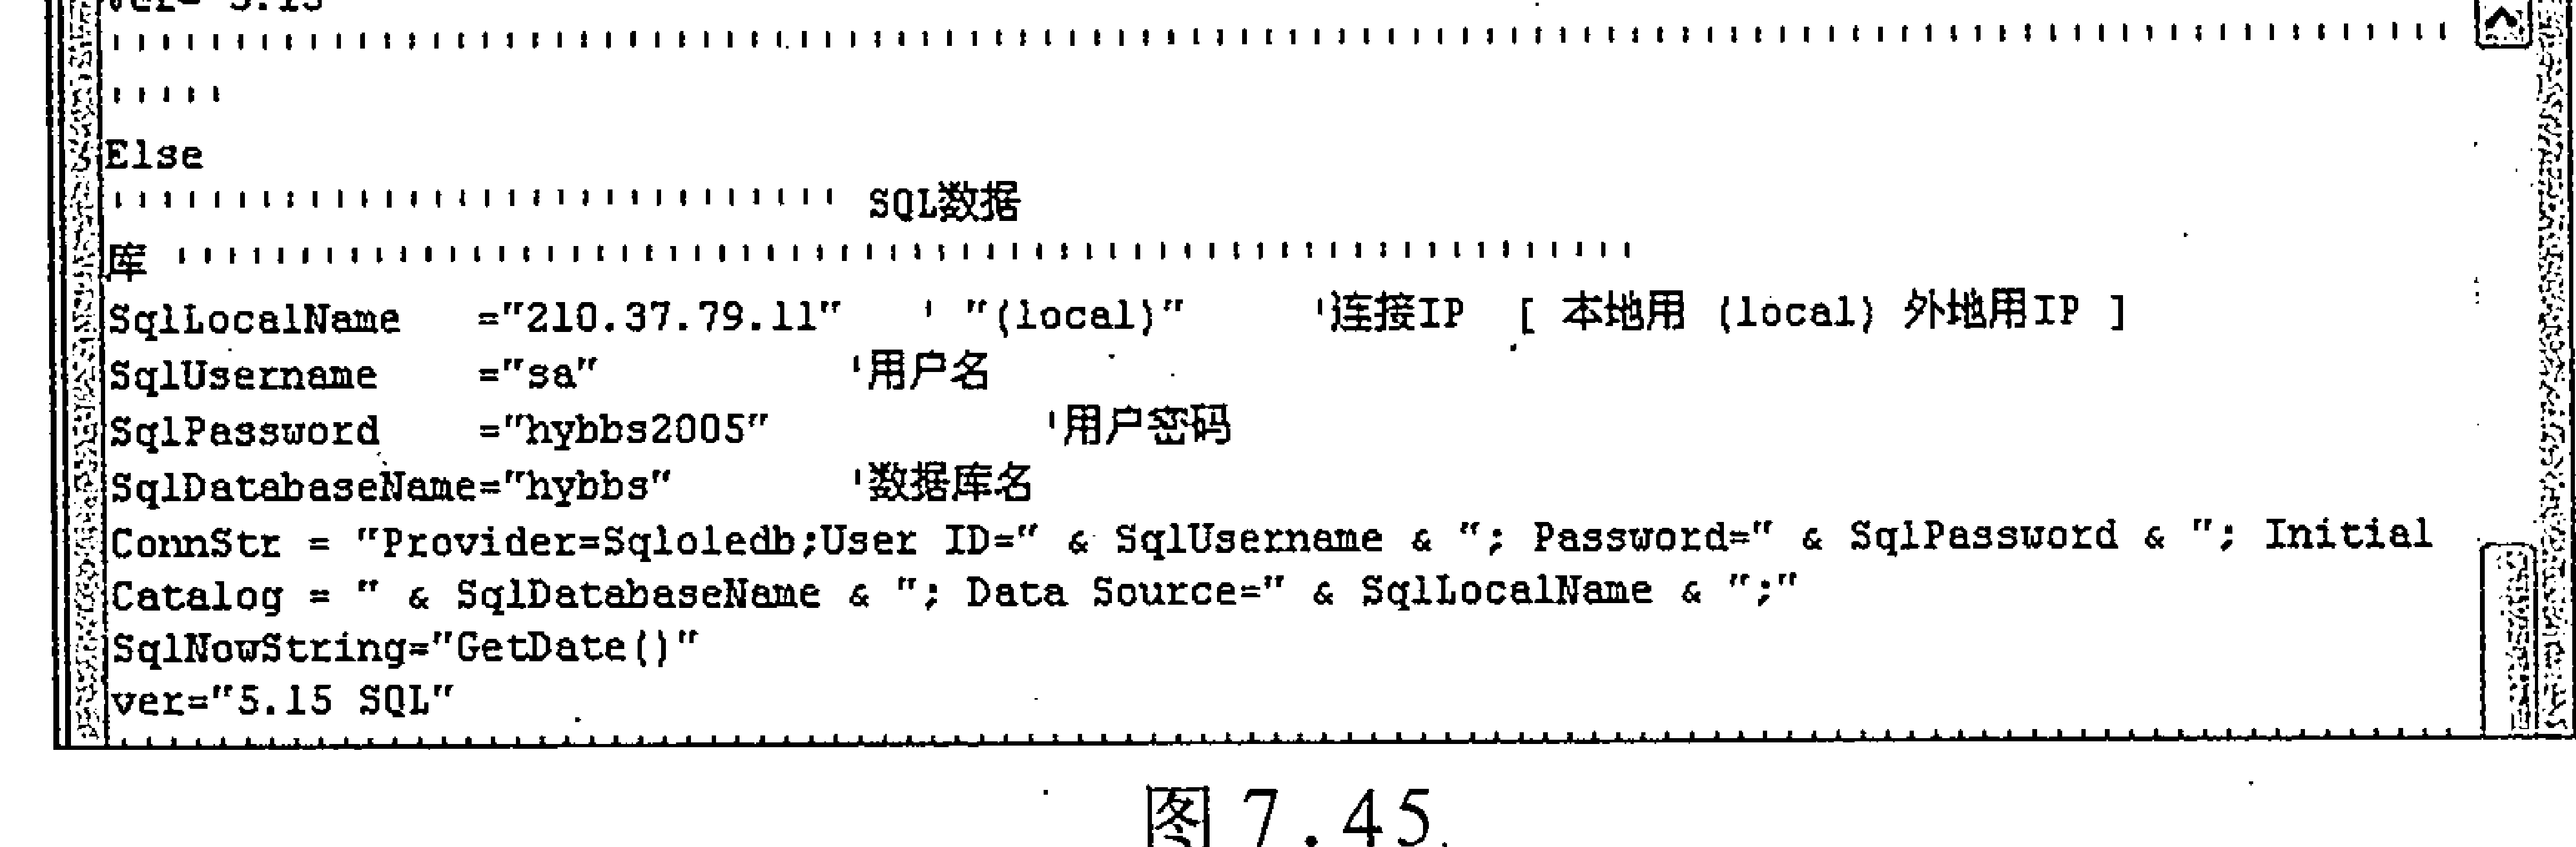 ver="5.15"
'''''''''''''''''''''''''''''''''''''''''''''''''''''''''''''''''''''''''''''''''''''''''''''''
'''''
Else
'''''''''''''''''''''''''''''' SQL数据
库 ''''''''''''''''''''''''''''''''''''''''''''''''''''''''''''
SqlLocalName   ="210.37.79.11"   ' "(local)"     '连接IP  [ 本地用 (local) 外地用IP ]
SqlUsername    ="sa"          '用户名
SqlPassword    ="hybbs2005"          '用户密码
SqlDatabaseName="hybbs"       '数据库名
ConnStr = "Provider=Sqloledb;User ID=" & SqlUsername & "; Password=" & SqlPassword & "; Initial
Catalog = " & SqlDatabaseName & "; Data Source=" & SqlLocalName & ";"
SqlNowString="GetDate()"
ver="5.15 SQL"
图 7.45